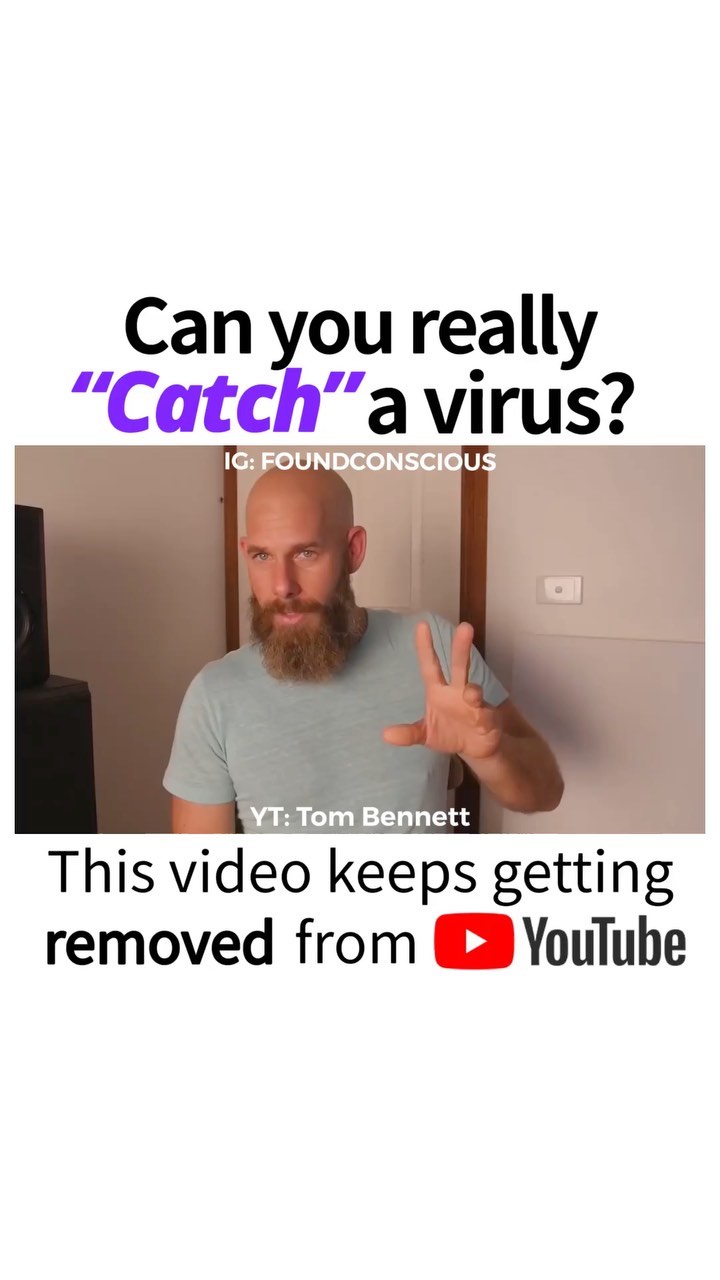 Can you really
“Catch” a virus?
IG: FOUNDCONSCIOUS
YT: Tom Bennett
This video keeps getting
removed from YouTube